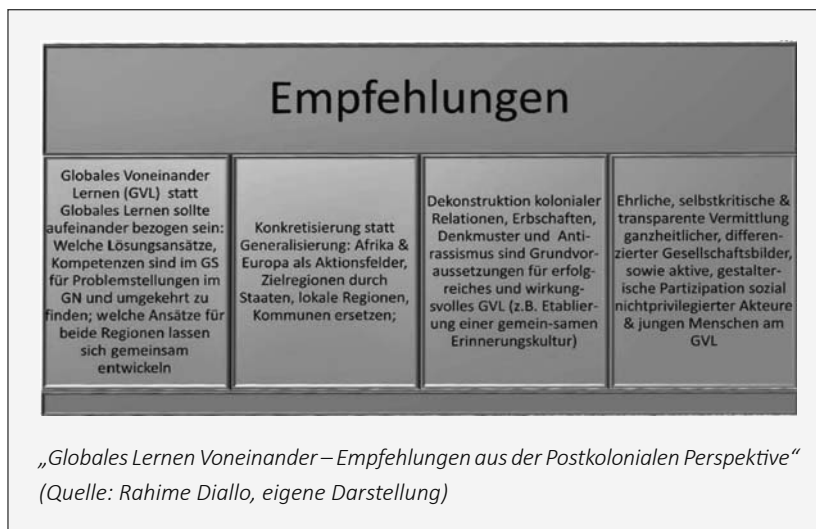 Empfehlungen
Globales Voneinander
Lernen (GVL) statt
Globales Lernen sollte
aufeinander bezogen sein:
Welche Lösungsansätze,
Kompetenzen sind im GS
für Problemstellungen im
GN und umgekehrt zu
finden; welche Ansätze für
beide Regionen lassen
sich gemeinsam
entwickeln
Konkretisierung statt
Generalisierung: Afrika &
Europa als Aktionsfelder,
Zielregionen durch
Staaten, lokale Regionen,
Kommunen ersetzen;
Dekonstruktion kolonialer
Relationen, Erbschaften,
Denkmuster und Anti-
rassismus sind Grundvor-
aussetzungen für erfolg-
reiches und wirkung-
svolles GVL (z.B. Etablier-
ung einer gemein-samen
Erinnerungskultur)
Ehrliche, selbstkritische &
transparente Vermittlung
ganzheitlicher, differen-
zierter Gesellschaftsbilder,
sowie aktive, gestalter-
ische Partizipation sozial
nichtprivilegierter Akteure
& jungen Menschen am
GVL
„Globales Lernen Voneinander – Empfehlungen aus der Postkolonialen Perspektive“
(Quelle: Rahime Diallo, eigene Darstellung)